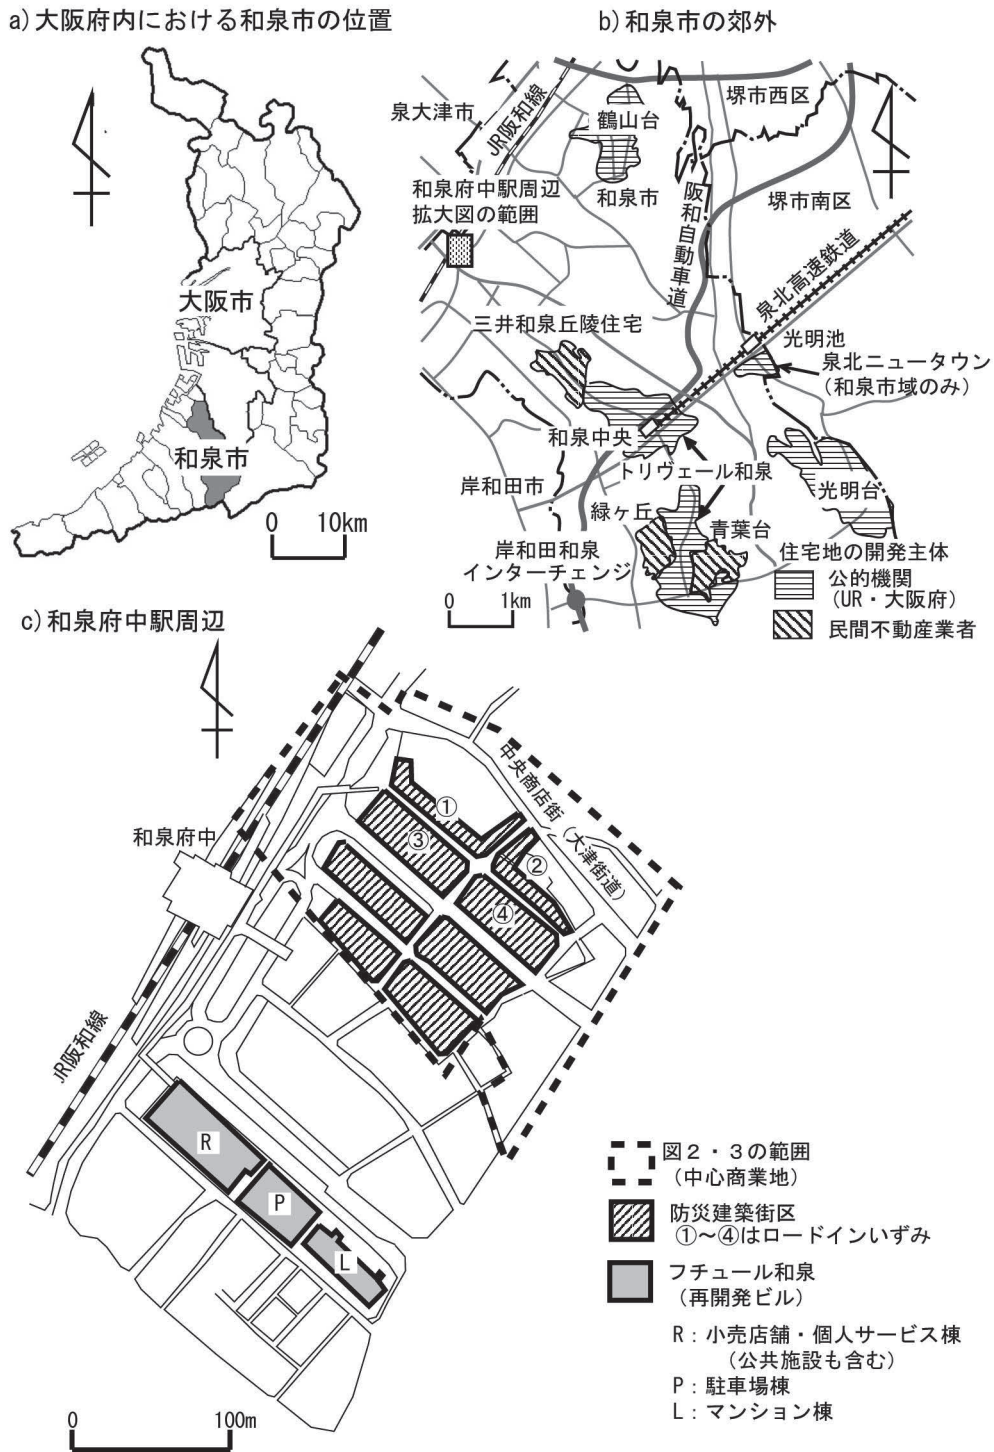 a)大阪府内における和泉市の位置
大阪市
和泉市
0 10km
b)和泉市の郊外
泉大津市
JR阪和線
鶴山台
堺市西区
和泉府中駅周辺
拡大図の範囲
和泉市
阪和自動車道
堺市南区
泉北高速鉄道
三井和泉丘陵住宅
光明池
泉北ニュータウン
(和泉市域のみ)
和泉中央
岸和田市
トリヴェール和泉
光明台
緑ヶ丘
青葉台
岸和田和泉
インターチェンジ
0 1km
住宅地の開発主体
公的機関
(UR・大阪府)
民間不動産業者
c)和泉府中駅周辺
中央商店街(大津街道)
和泉府中
①
②
③
④
JR阪和線
R
P
L
図2・3の範囲
(中心商業地)
防災建築街区
①~④はロードインいずみ
フチュール和泉
(再開発ビル)
R:小売店舗・個人サービス棟
(公共施設も含む)
P:駐車場棟
L:マンション棟
0 100m